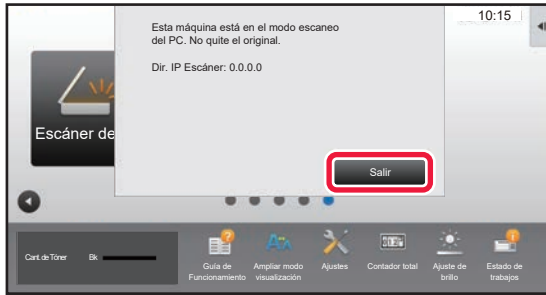 Esta máquina está en el modo escaneo
del PC. No quite el original.
Dir. IP Escáner: 0.0.0.0
10:15
Escáner de
Salir
Cant. de Tóner
Bk
Guía de
Funcionamiento
Ampliar modo
visualización
Ajustes
Contador total
Ajuste de
brillo
Estado de
trabajos